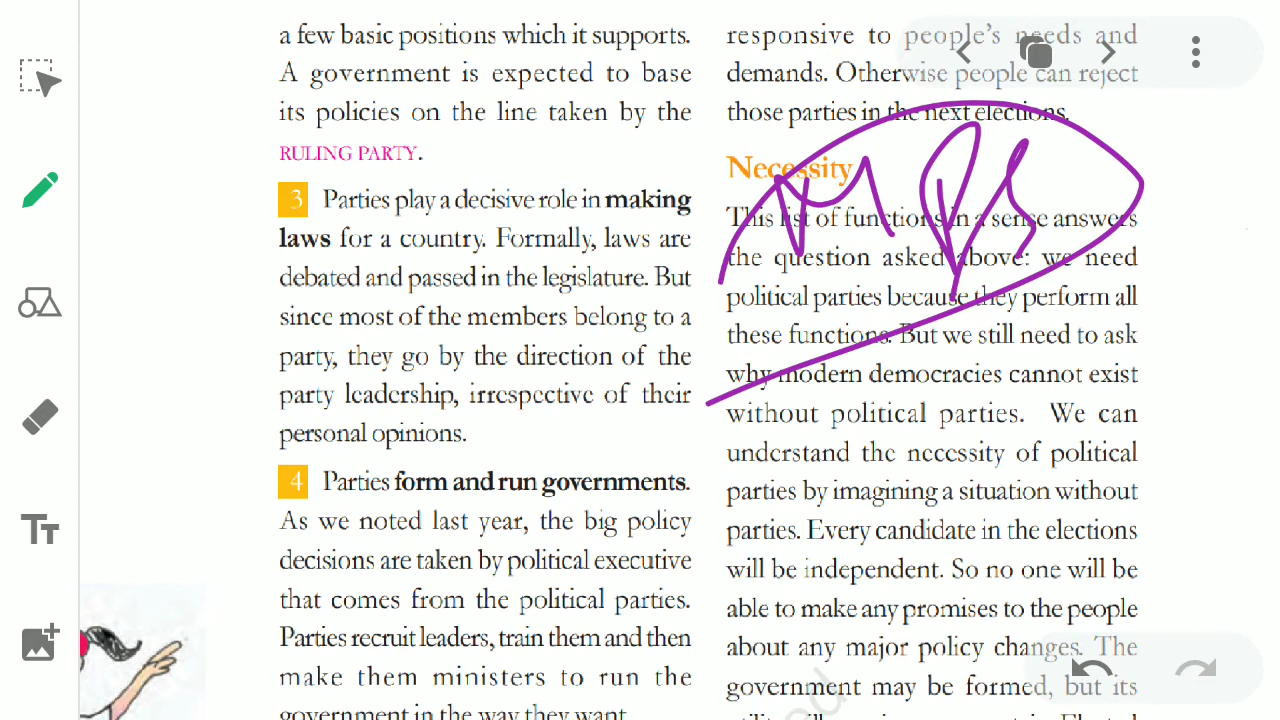 a few basic positions which it supports.
A government is expected to base
its policies on the line taken by the
RULING PARTY.
3 Parties play a decisive role in making
laws for a country. Formally, laws are
debated and passed in the legislature. But
since most of the members belong to a
party, they go by the direction of the
party leadership, irrespective of their
personal opinions.
4 Parties form and run governments.
As we noted last year, the big policy
decisions are taken by political executive
that comes from the political parties.
Parties recruit leaders, train them and then
make them ministers to run the
government in the way they want.
responsive to people's needs and
demands. Otherwise people can reject
those parties in the next elections.
Necessity
This list of functions in a sense answers
the question asked above: we need
political parties because they perform all
these functions. But we still need to ask
why modern democracies cannot exist
without political parties. We can
understand the necessity of political
parties by imagining a situation without
parties. Every candidate in the elections
will be independent. So no one will be
able to make any promises to the people
about any major policy changes. The
government may be formed, but its
TT